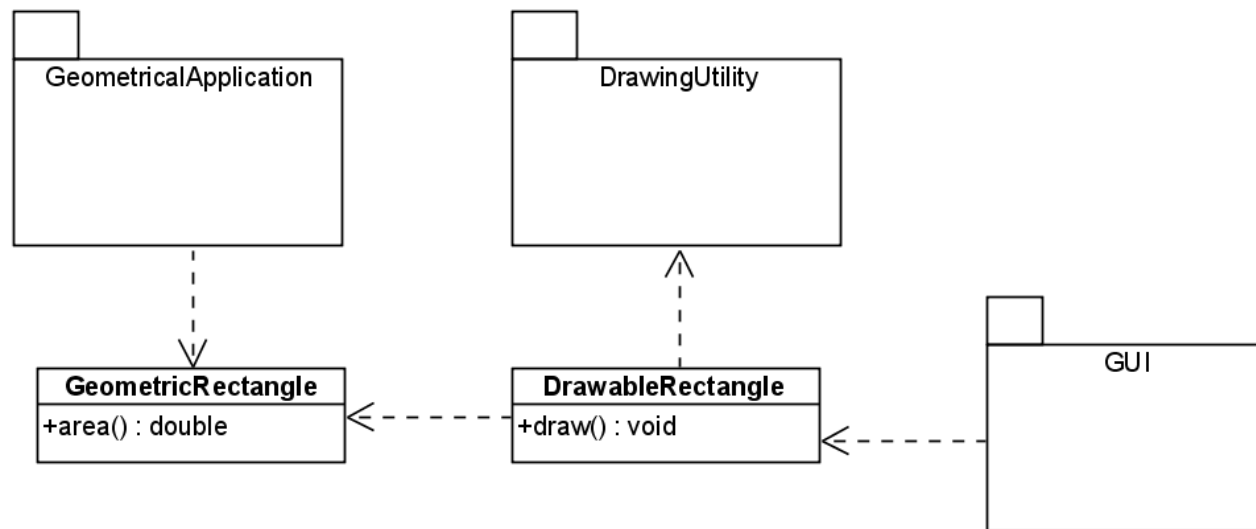 GeometricalApplication
DrawingUtility
GUI
GeometricRectangle
+area() : double
DrawableRectangle
+draw() : void